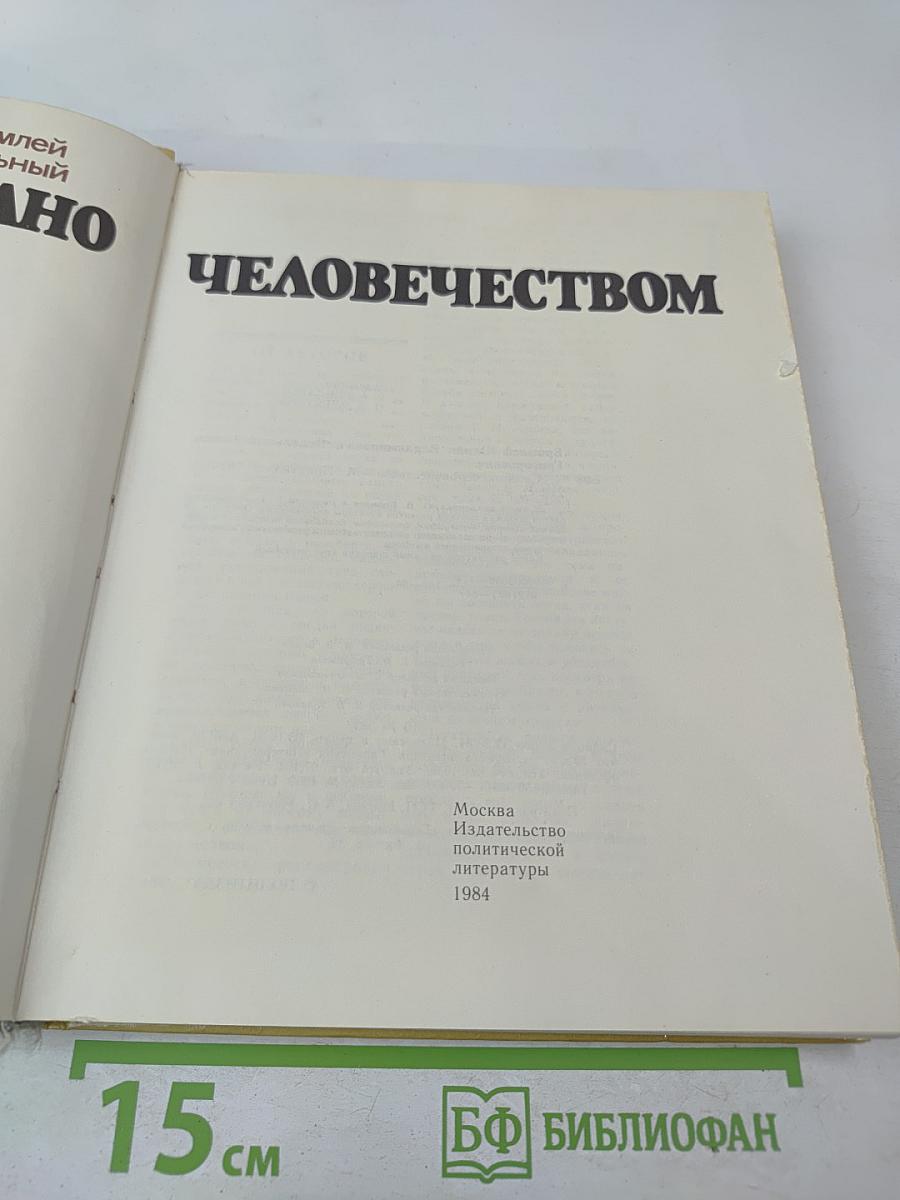 млей
ьный
АНО
ЧЕЛОВЕЧЕСТВОМ
Москва
Издательство
политической
литературы
1984
15 см
БФ БИБЛИОФАН